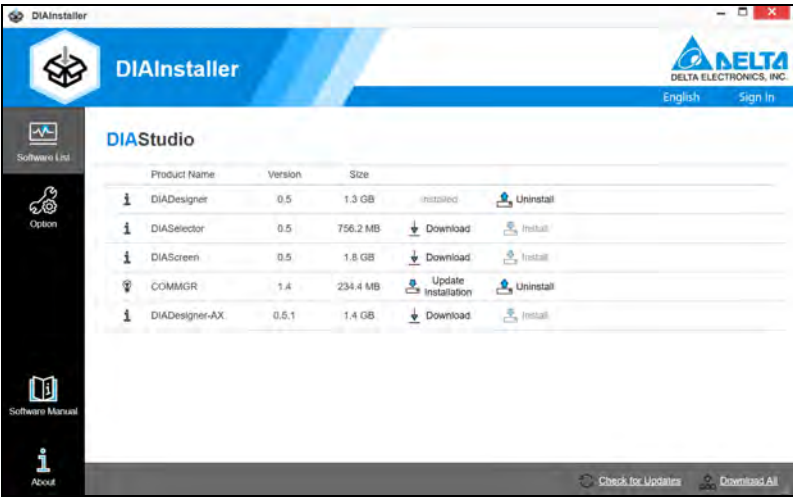 DIAInstaller
DIAInstaller
DELTA
DELTA ELECTRONICS, INC.
English Sign In
Software List
DIAStudio
Product Name Version Size
DIADesigner 0.5 1.3 GB Installed Uninstall
Option
DIASelector 0.5 756.2 MB Download Install
DIAScreen 0.5 1.8 GB Download Install
COMMGR 1.4 234.4 MB Update Installation Uninstall
DIADesigner-AX 0.5.1 1.4 GB Download Install
Software Manual
About
Check for Updates Download All